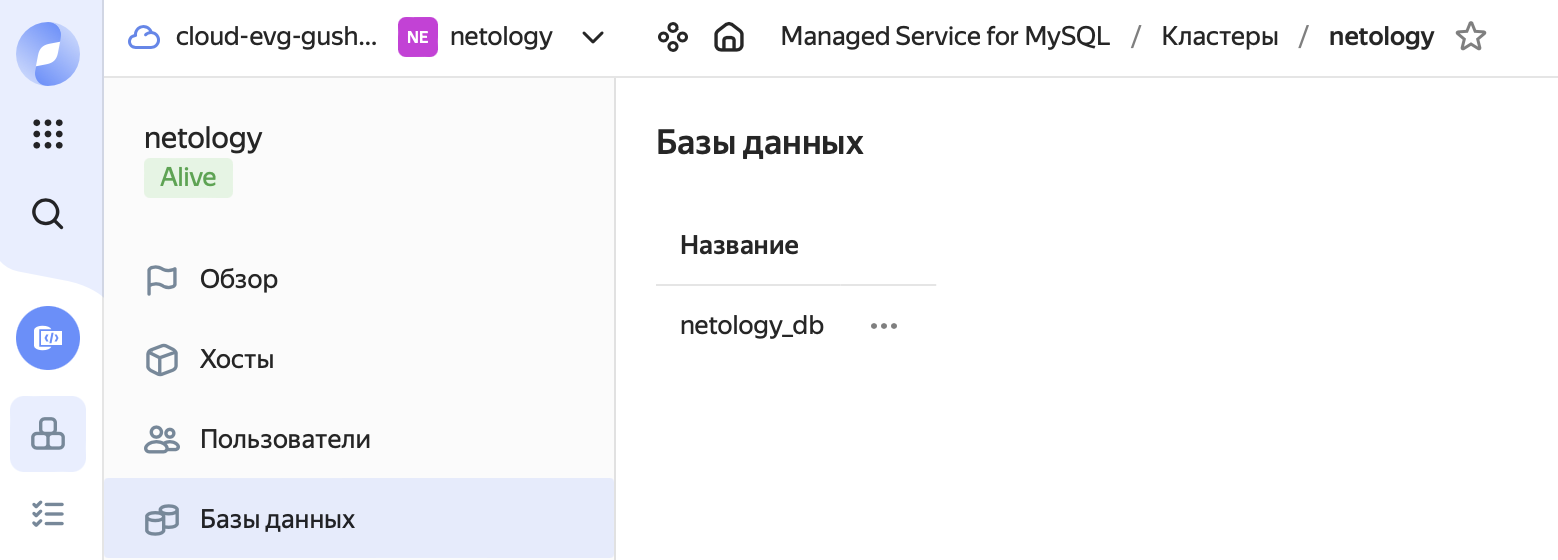 cloud-evg-gush... NE netology Managed Service for MySQL / Кластеры / netology
netology
Alive
Обзор
Хосты
Пользователи
Базы данных
Базы данных
Название
netology_db